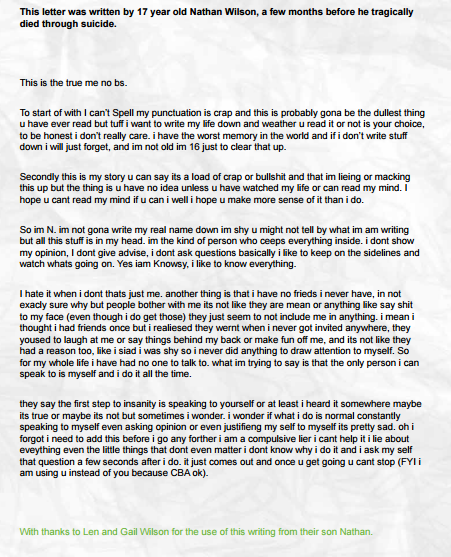 This letter was written by 17 year old Nathan Wilson, a few months before he tragically
died through suicide.
This is the true me no bs.
To start of with I can't Spell my punctuation is crap and this is probably gona be the dullest thing
u have ever read but tuff i want to write my life down and weather u read it or not is your choice,
to be honest i don't really care. i have the worst memory in the world and if i don't write stuff
down i will just forget, and im not old im 16 just to clear that up.
Secondly this is my story u can say its a load of crap or bullshit and that im lieing or macking
this up but the thing is u have no idea unless u have watched my life or can read my mind. I
hope u cant read my mind if u can i well i hope u make more sense of it than i do.
So im N. im not gona write my real name down im shy u might not tell by what im am writing
but all this stuff is in my head. im the kind of person who ceeps everything inside. i dont show
my opinion, I dont give advise, i dont ask questions basically i like to keep on the sidelines and
watch whats going on. Yes iam Knowsy, i like to know everything.
I hate it when i dont thats just me. another thing is that i have no frieds i never have, in not
exacly sure why but people bother with me its not like they are mean or anything like say shit
to my face (even though i do get those) they just seem to not include me in anything. i mean i
thought i had friends once but i realiesed they wernt when i never got invited anywhere, they
yoused to laugh at me or say things behind my back or make fun off me, and its not like they
had a reason too, like i siad i was shy so i never did anything to draw attention to myself. So
for my whole life i have had no one to talk to. what im trying to say is that the only person i can
speak to is myself and i do it all the time.
they say the first step to insanity is speaking to yourself or at least i heard it somewhere maybe
its true or maybe its not but sometimes i wonder. i wonder if what i do is normal constantly
speaking to myself even asking opinion or even justifieng my self to myself its pretty sad. oh i
forgot i need to add this before i go any forther i am a compulsive lier i cant help it i lie about
eveything even the little things that dont even matter i dont know why i do it and i ask my self
that question a few seconds after i do. it just comes out and once u get going u cant stop (FYI i
am using u instead of you because CBA ok).
With thanks to Len and Gail Wilson for the use of this writing from their son Nathan.